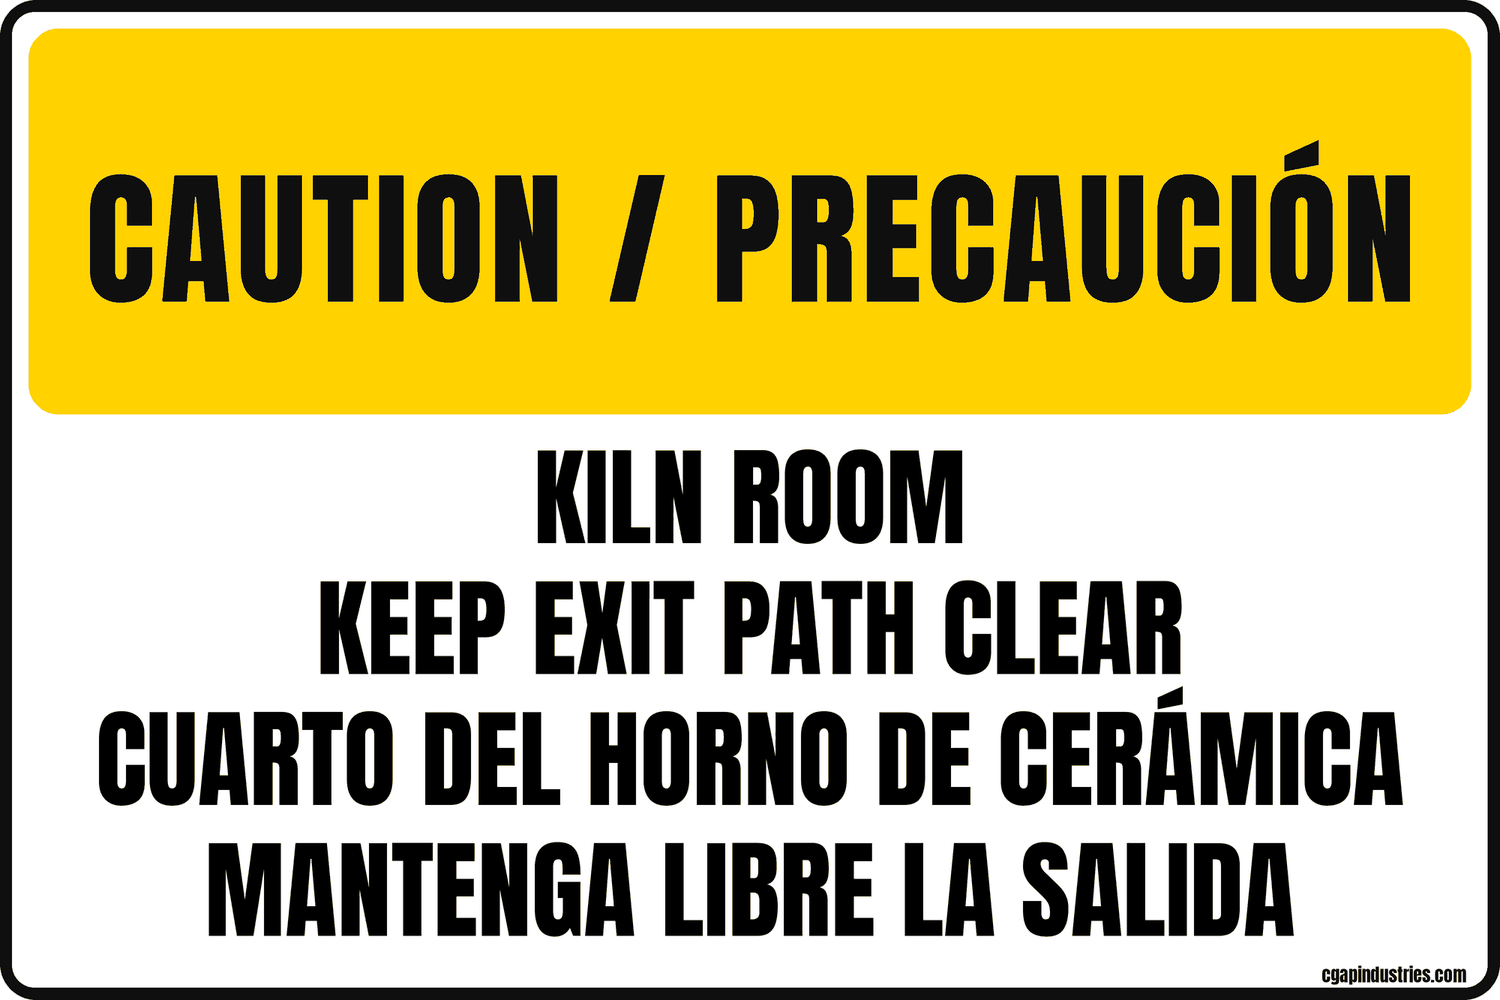 CAUTION / PRECAUCIÓN
KILN ROOM
KEEP EXIT PATH CLEAR
CUARTO DEL HORNO DE CERÁMICA
MANTENGA LIBRE LA SALIDA
cgapindustries.com